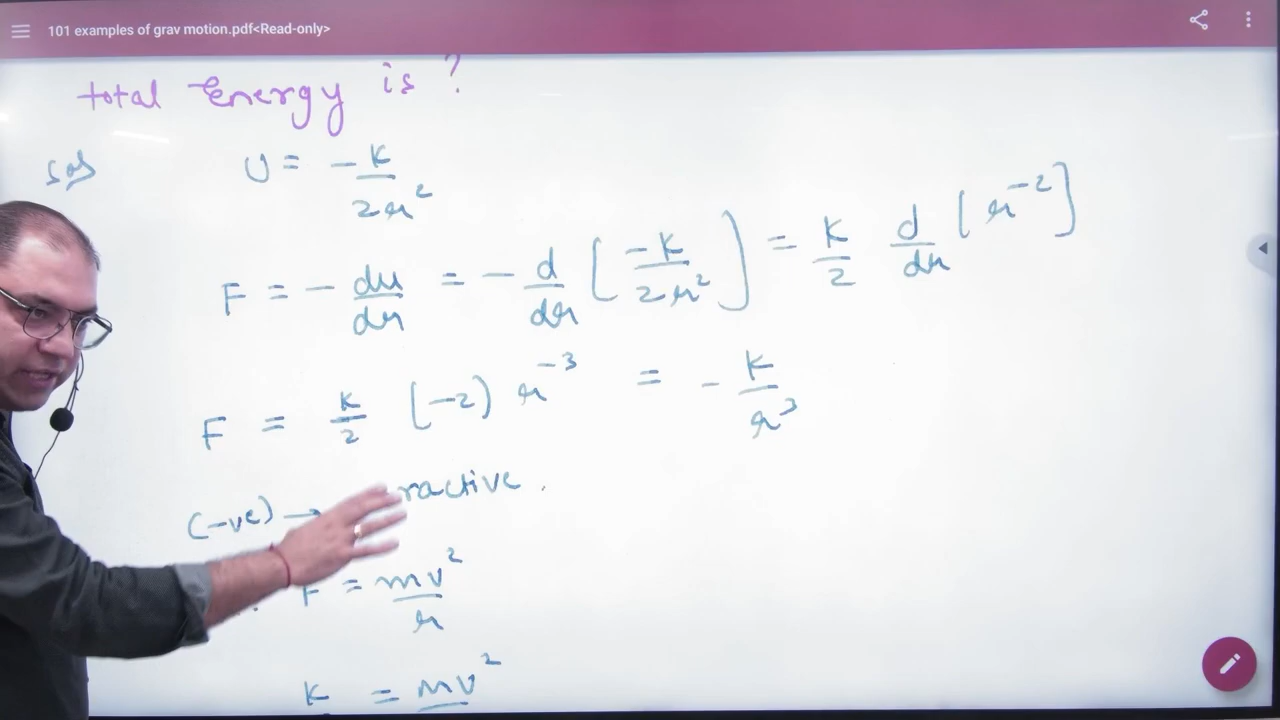 101 examples of grav motion.pdf<Read-only>
total Energy is ?
Sol
U = -K/2r²
F = - du/dr = - d/dr [-K/2r²] = K/2 d/dr [r⁻²]
F = K/2 (-2) r⁻³ = - K/r³
(-ve) → ractive.
F = mv²/r
K = mv²